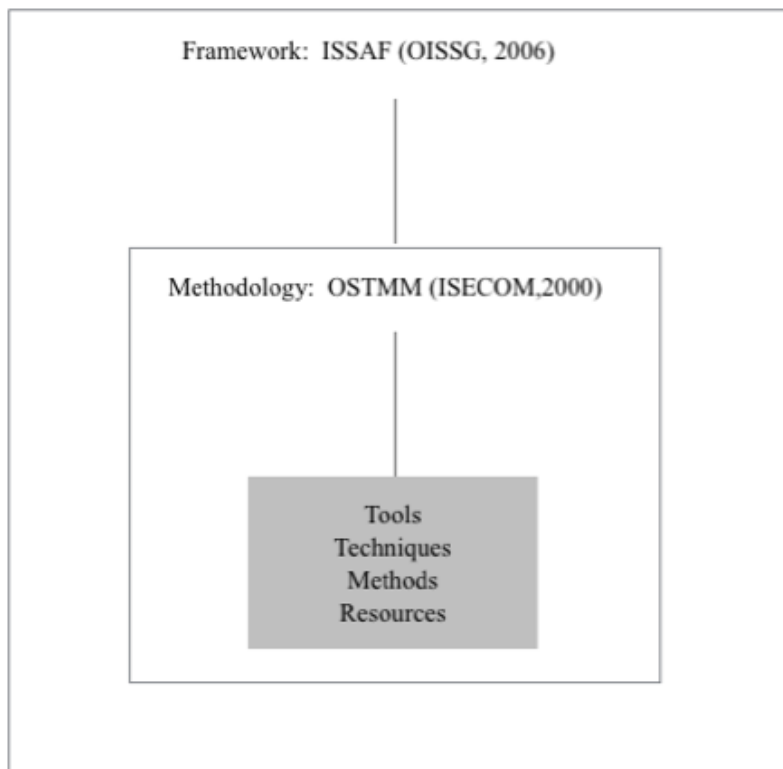 Framework:  ISSAF (OISSG, 2006)
Methodology:  OSTMM (ISECOM,2000)
Tools
Techniques
Methods
Resources